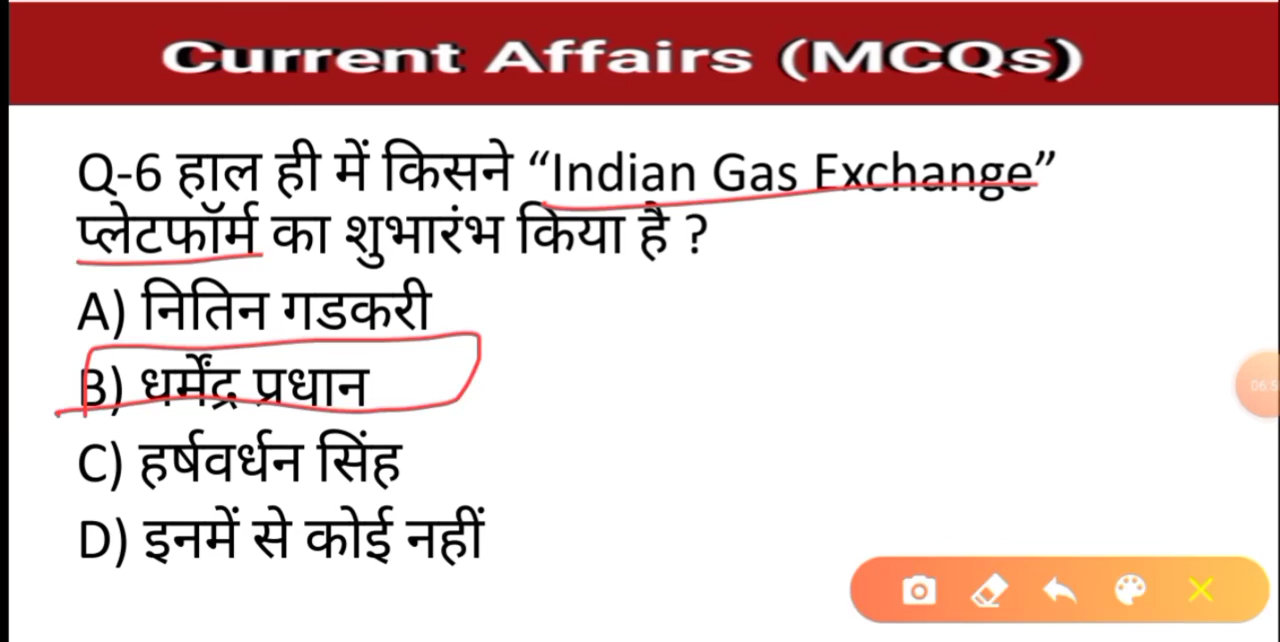 Current Affairs (MCQs)
Q-6 हाल ही में किसने “Indian Gas Exchange”
प्लेटफॉर्म का शुभारंभ किया है ?
A) नितिन गडकरी
B) धर्मेंद्र प्रधान
C) हर्षवर्धन सिंह
D) इनमें से कोई नहीं